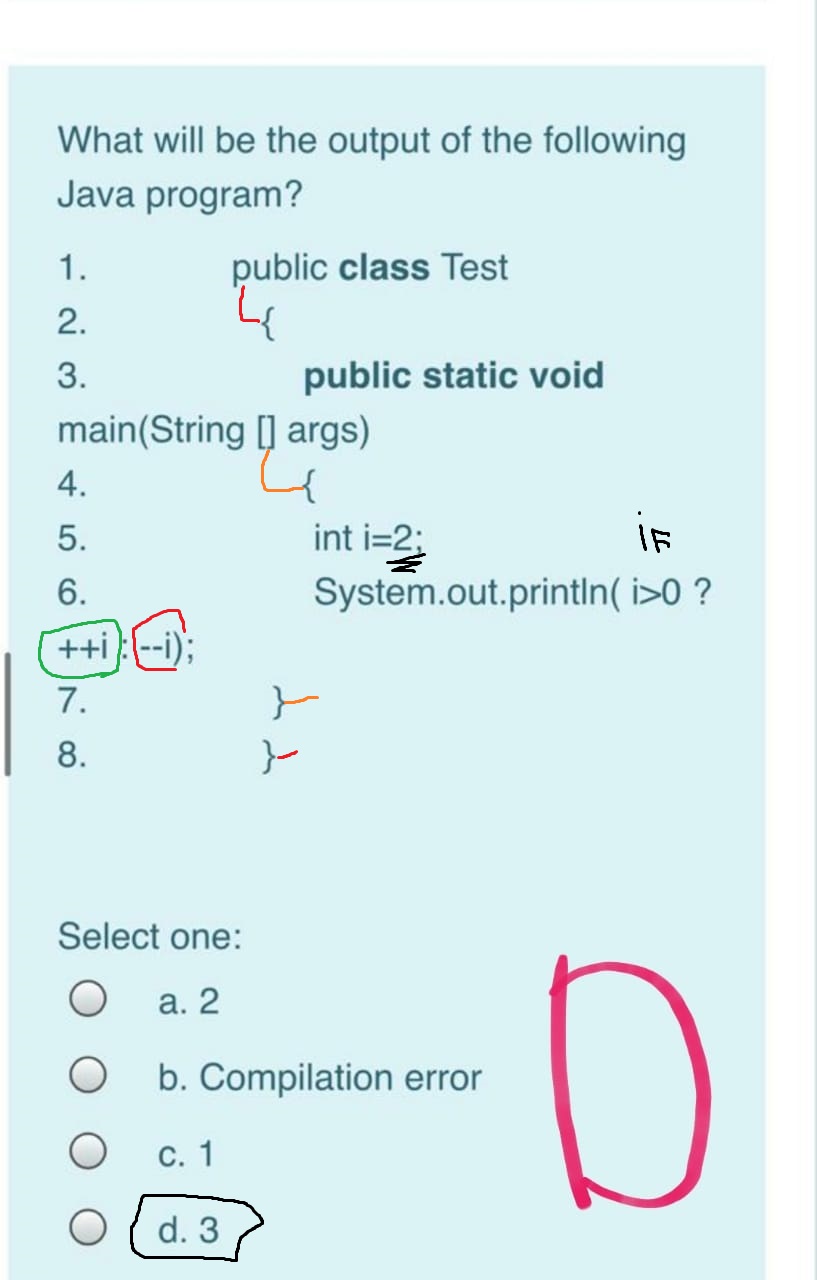 What will be the output of the following
Java program?
1. public class Test
2. {
3. public static void
main(String [] args)
4. {
5. int i=2; iF
6. System.out.println( i>0 ?
++i : --i);
7. }
8. }
Select one:
a. 2
b. Compilation error
c. 1
d. 3
D